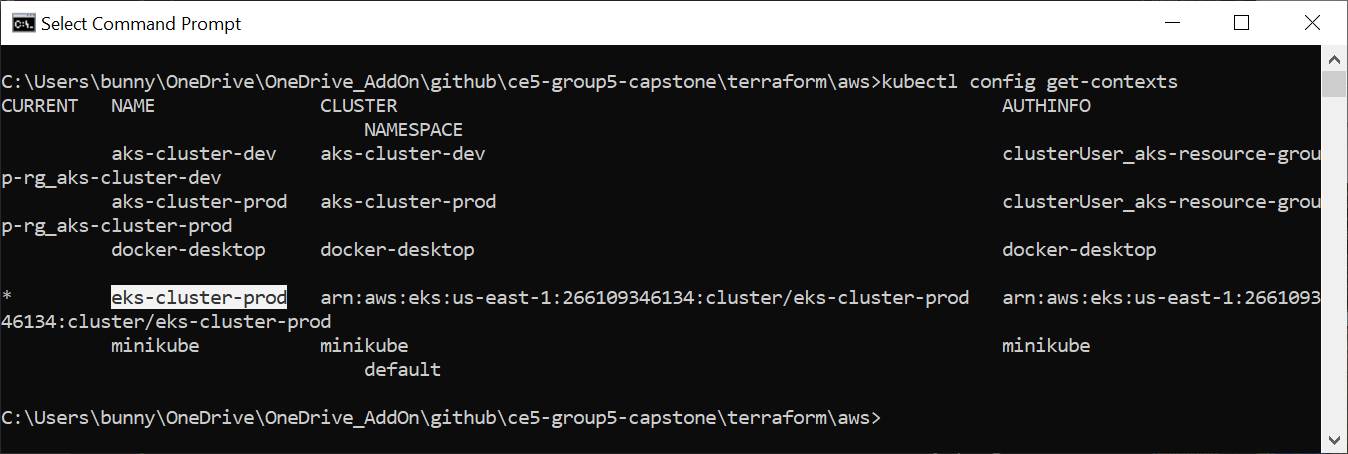 Select Command Prompt
C:\Users\bunny\OneDrive\OneDrive_AddOn\github\ce5-group5-capstone\terraform\aws>kubectl config get-contexts
CURRENT   NAME               CLUSTER                                                       AUTHINFO
                                 NAMESPACE
          aks-cluster-dev    aks-cluster-dev                                               clusterUser_aks-resource-grou
p-rg_aks-cluster-dev
          aks-cluster-prod   aks-cluster-prod                                              clusterUser_aks-resource-grou
p-rg_aks-cluster-prod
          docker-desktop     docker-desktop                                                docker-desktop
*         eks-cluster-prod   arn:aws:eks:us-east-1:266109346134:cluster/eks-cluster-prod   arn:aws:eks:us-east-1:2661093
46134:cluster/eks-cluster-prod
          minikube           minikube                                                      minikube
                                 default
C:\Users\bunny\OneDrive\OneDrive_AddOn\github\ce5-group5-capstone\terraform\aws>